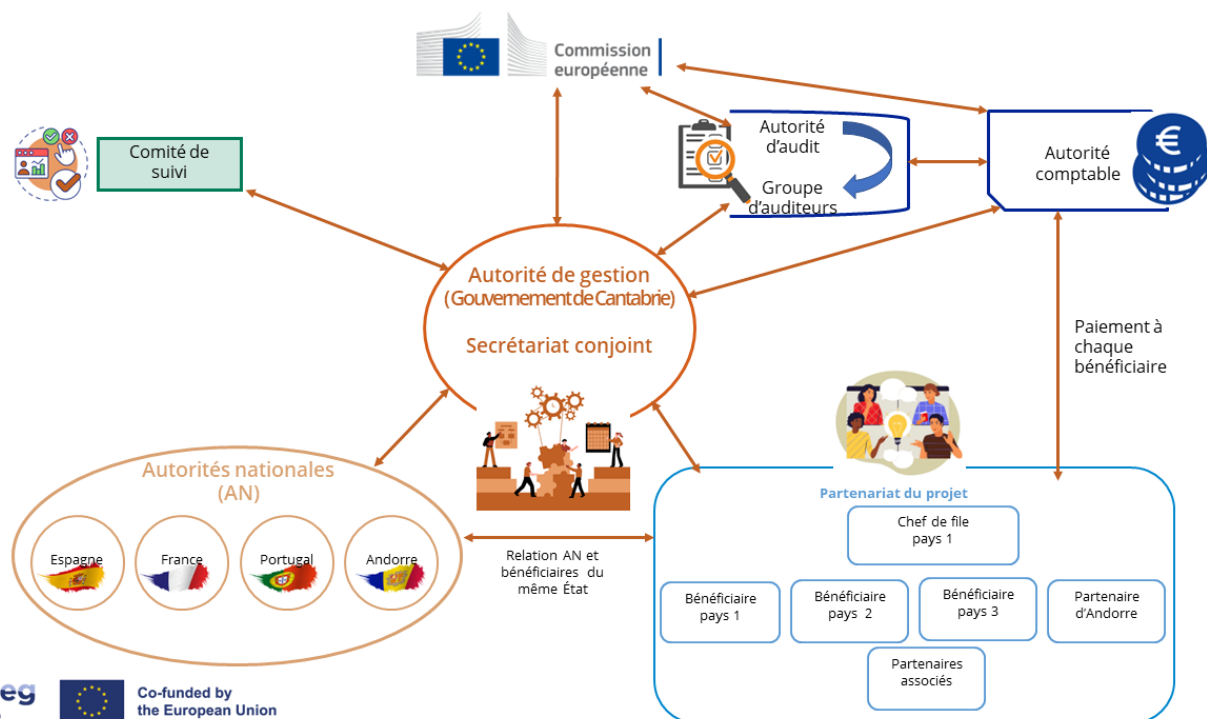 Commission
européenne
Comité de
suivi
Autorité
d'audit
Groupe
d'auteurs
Autorité
comptable
Autorité de gestion
(Gouvernement de Cantabrie)
Secrétariat conjoint
Paiement à
chaque
bénéficiaire
Autorités nationales
(AN)
Espagne
France
Portugal
Andorre
Relation AN et
bénéficiaires du
même État
Partenariat du projet
Chef de file
pays 1
Bénéficiaire
pays 1
Bénéficiaire
pays 2
Bénéficiaire
pays 3
Partenaire
d'Andorre
Partenaires
associés
eg
Co-funded by
the European Union